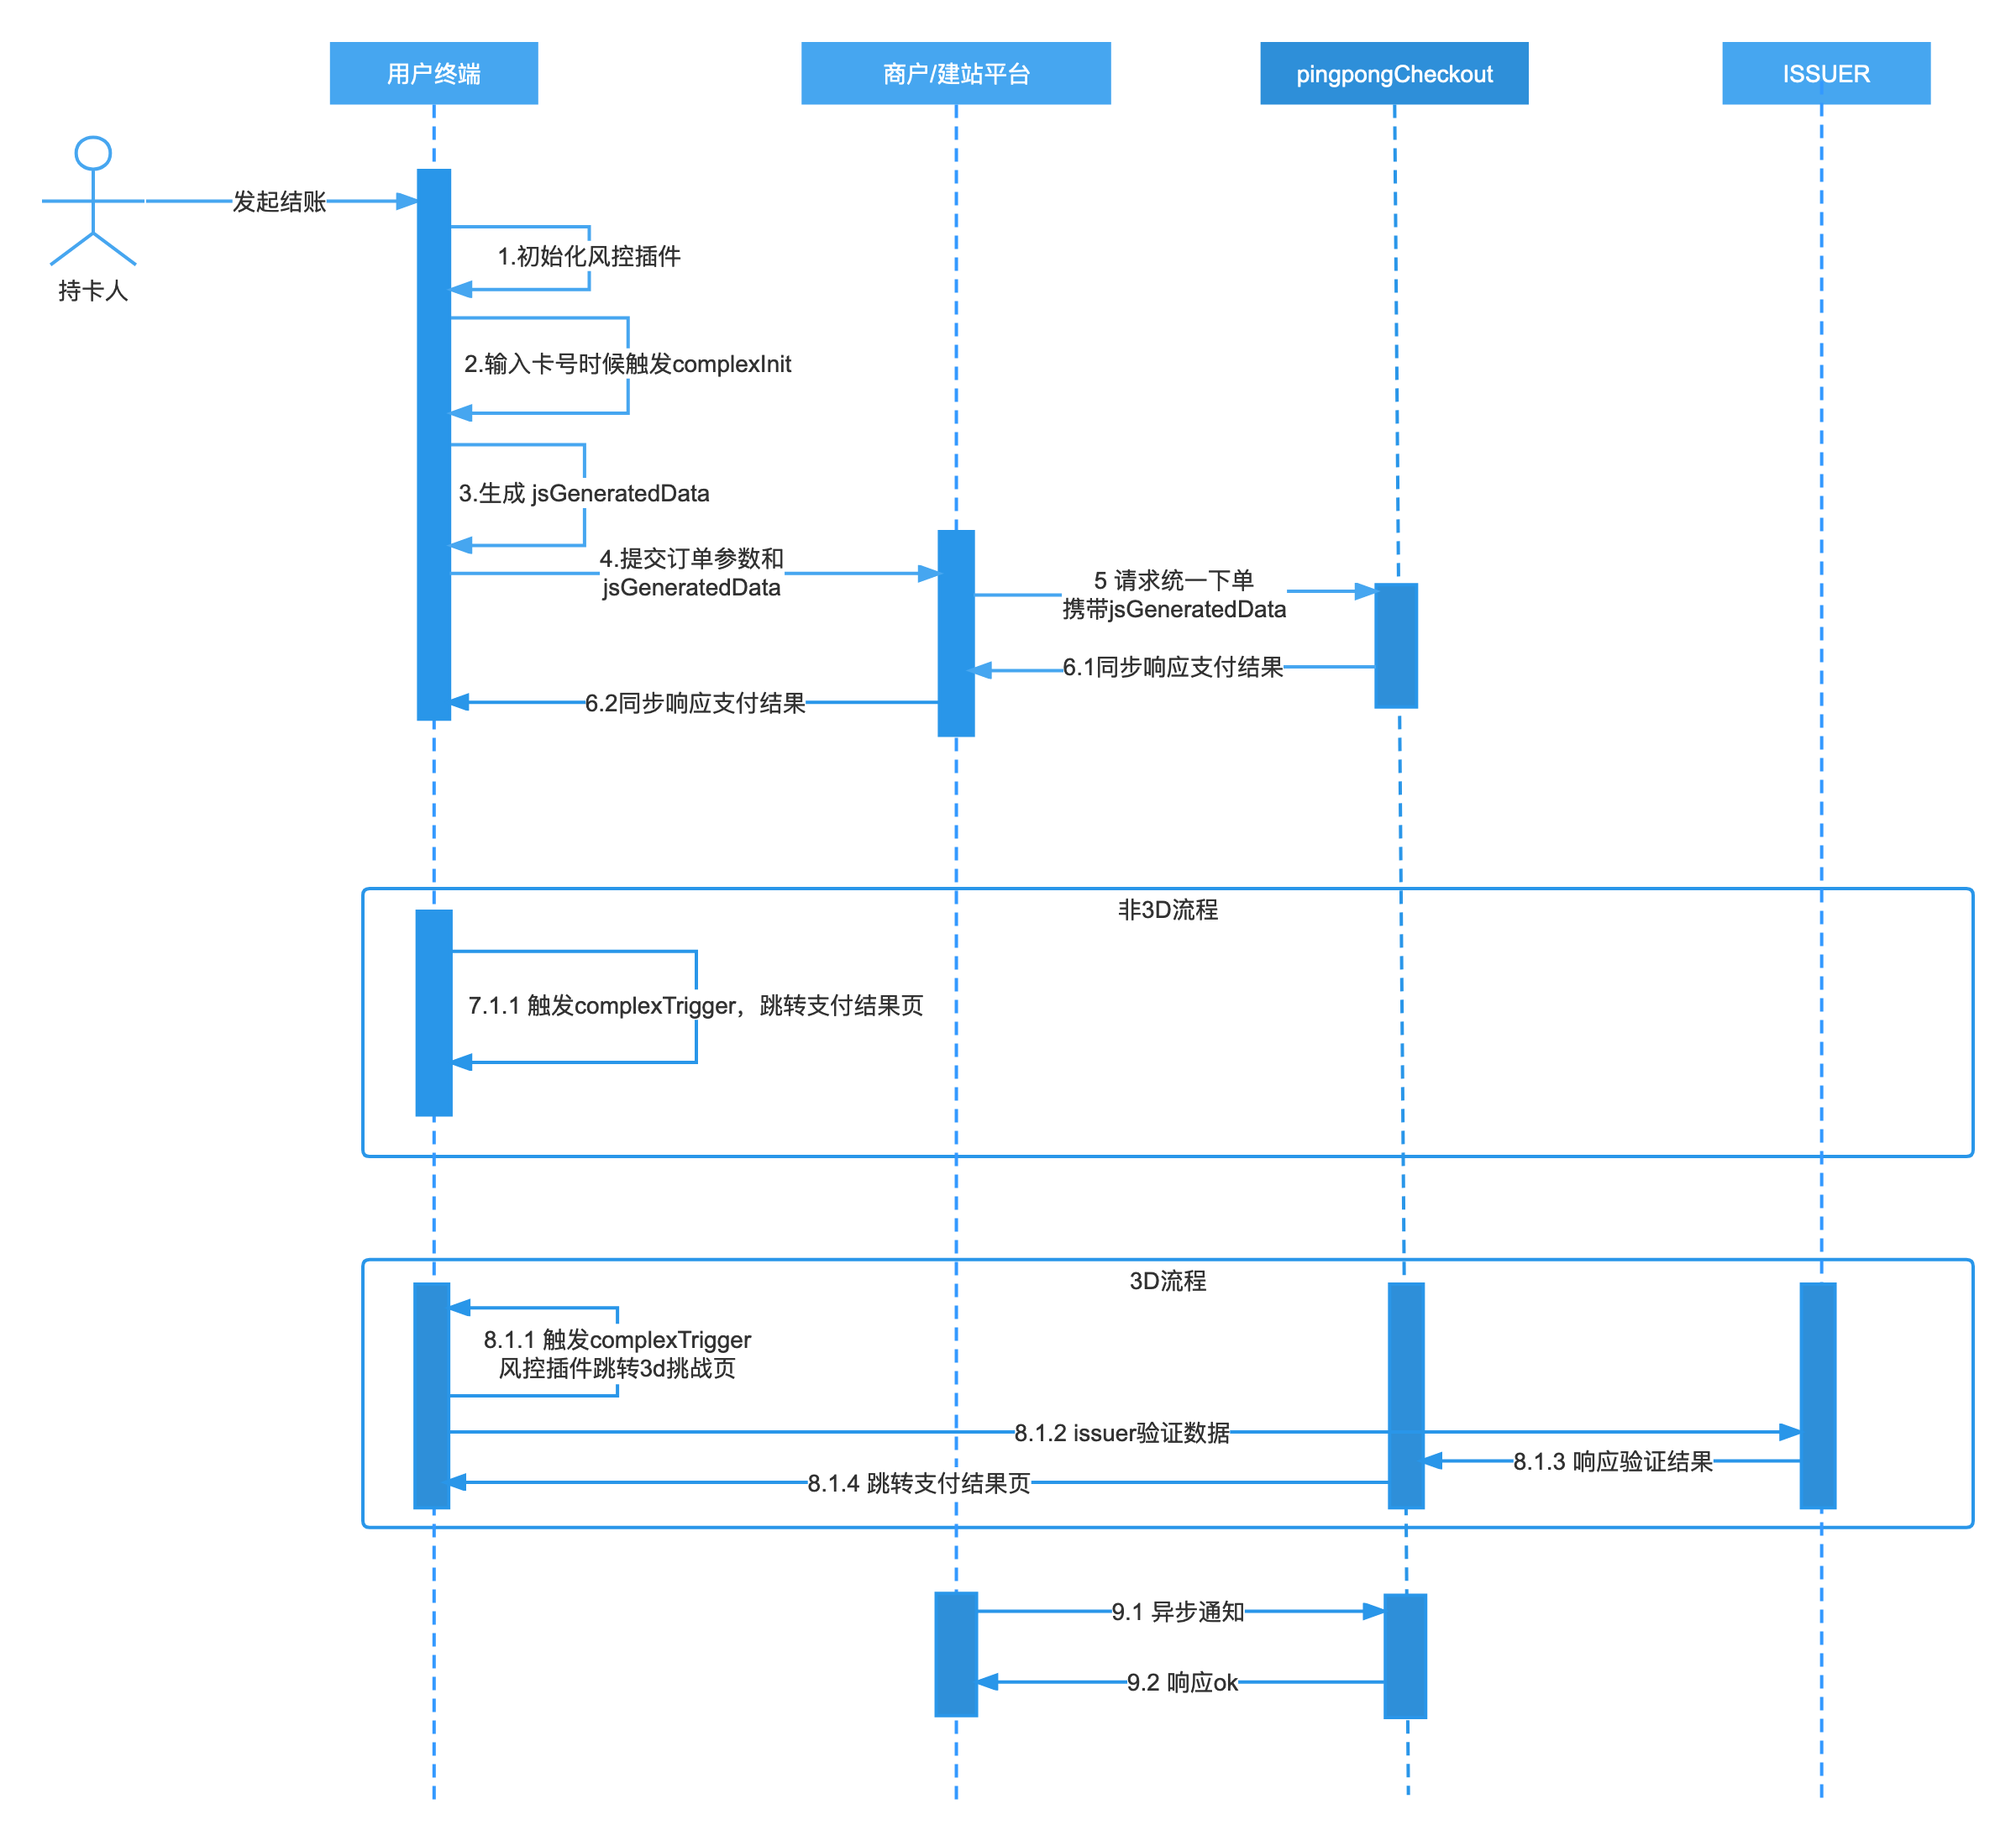 用户终端
商户/建站平台
pingpongCheckout
ISSUER
发起结账
持卡人
1.初始化风控插件
2.输入卡号时候触发complexInit
3.生成 jsGeneratedData
4.提交订单参数和
jsGeneratedData
5 请求统一下单
携带jsGeneratedData
6.1同步响应支付结果
6.2同步响应支付结果
非3D流程
7.1.1 触发complexTrigger，跳转支付结果页
3D流程
8.1.1 触发complexTrigger
风控插件跳转3d挑战页
8.1.2 issuer验证数据
8.1.3 响应验证结果
8.1.4 跳转支付结果页
9.1 异步通知
9.2 响应ok